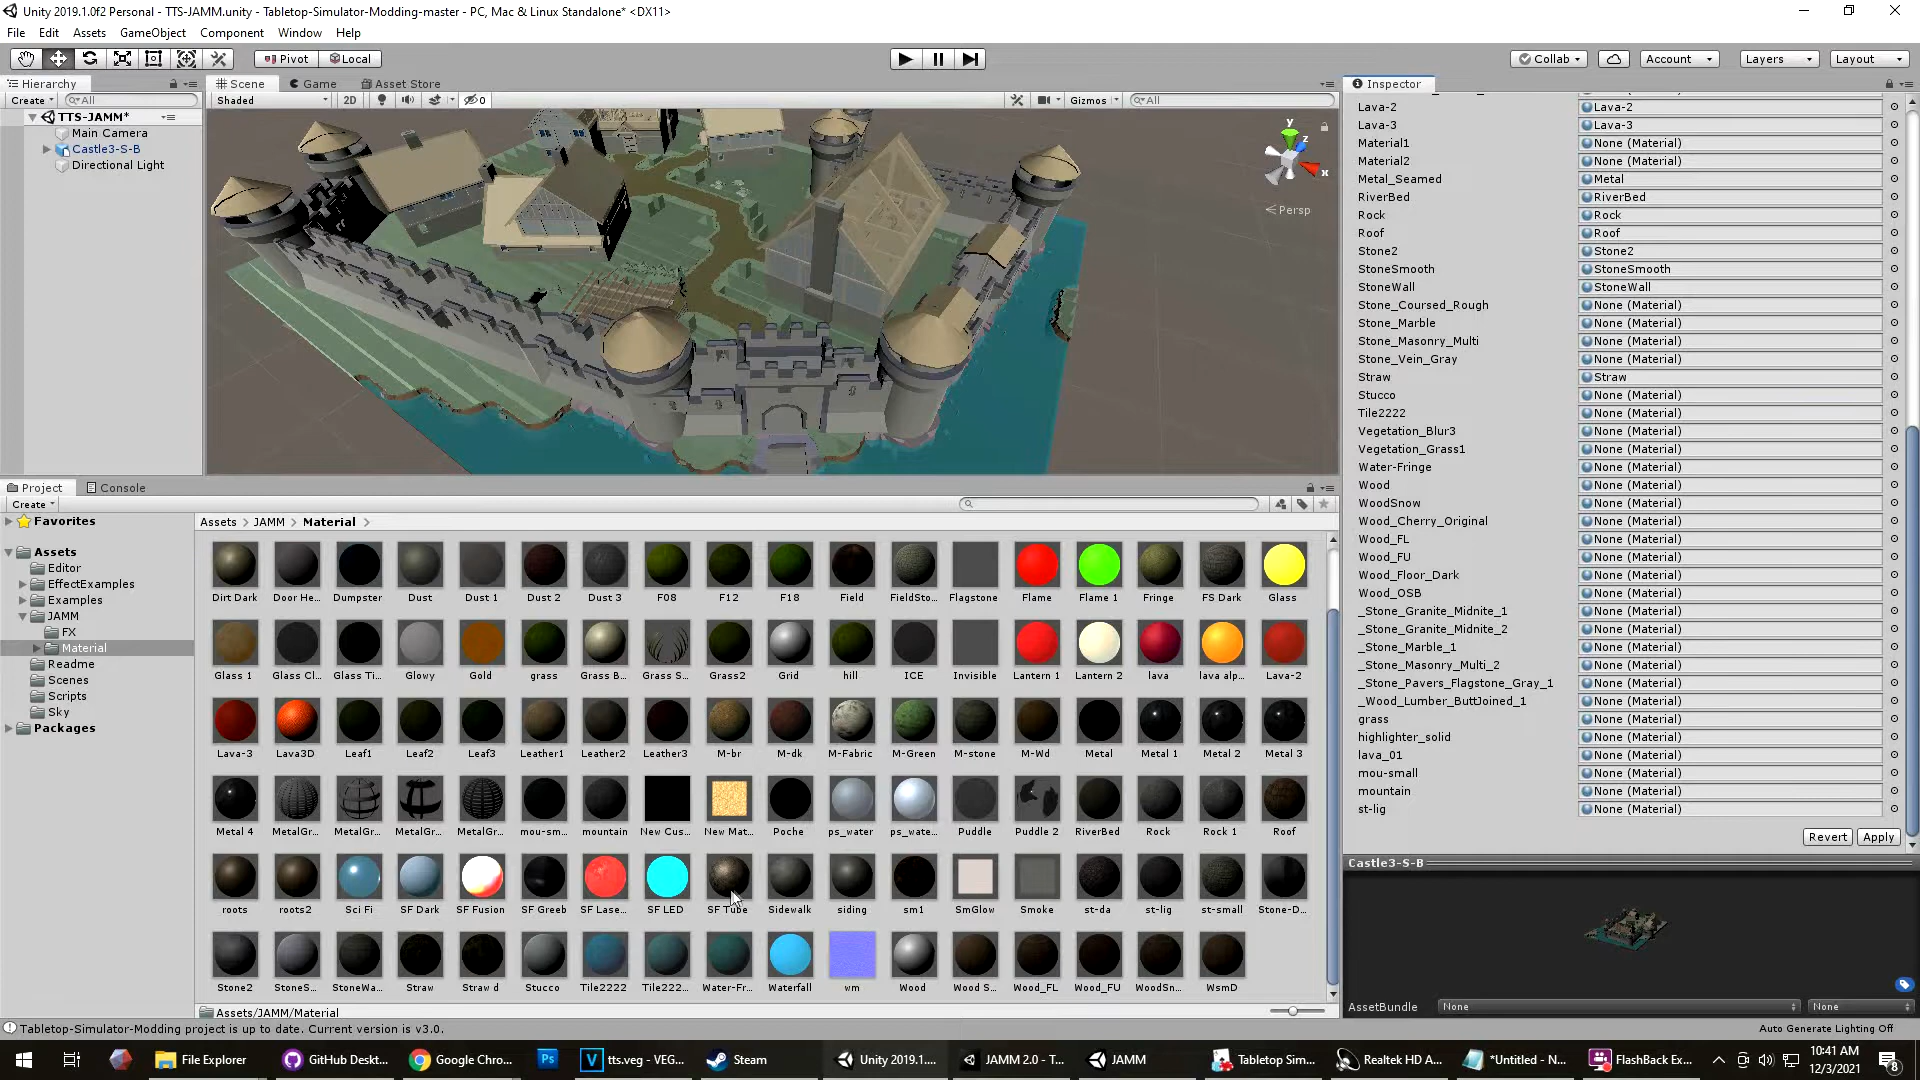 Unity 2019.1.0f2 Personal - TTS-JAMM.unity - Tabletop-Simulator-Modding-master - PC, Mac & Linux Standalone* <DX11>
File Edit Assets GameObject Component Window Help
Pivot Local Collab Account Layers Layout
Hierarchy Scene Game Asset Store Inspector
Create All Shaded 2D 0 Gizmos All
TTS-JAMM*
Main Camera
Castle3-S-B
Directional Light
y
z
x
Persp
Lava-2 Lava-2
Lava-3 Lava-3
Material1 None (Material)
Material2 None (Material)
Metal_Seamed Metal
RiverBed RiverBed
Rock Rock
Roof Roof
Stone2 Stone2
StoneSmooth StoneSmooth
StoneWall StoneWall
Stone_Coursed_Rough None (Material)
Stone_Marble None (Material)
Stone_Masonry_Multi None (Material)
Stone_Vein_Gray None (Material)
Straw Straw
Stucco None (Material)
Tile2222 None (Material)
Vegetation_Blur3 None (Material)
Vegetation_Grass1 None (Material)
Water-Fringe None (Material)
Wood None (Material)
WoodSnow None (Material)
Wood_Cherry_Original None (Material)
Wood_FL None (Material)
Wood_FU None (Material)
Wood_Floor_Dark None (Material)
Wood_OSB None (Material)
_Stone_Granite_Midnite_1 None (Material)
_Stone_Granite_Midnite_2 None (Material)
_Stone_Marble_1 None (Material)
_Stone_Masonry_Multi_2 None (Material)
_Stone_Pavers_Flagstone_Gray_1 None (Material)
_Wood_Lumber_ButtJoined_1 None (Material)
grass None (Material)
highlighter_solid None (Material)
lava_01 None (Material)
mou-small None (Material)
mountain None (Material)
st-lig None (Material)
Revert Apply
Castle3-S-B
AssetBundle None None
Project Console
Create
Favorites
Assets
Editor
EffectExamples
Examples
JAMM
FX
Material
Readme
Scenes
Scripts
Sky
Packages
Assets > JAMM > Material >
Dirt Dark Door He... Dumpster Dust Dust 1 Dust 2 Dust 3 F08 F12 F18 Field FieldSto... Flagstone Flame Flame 1 Fringe FS Dark Glass
Glass 1 Glass Cl... Glass Ti... Glowy Gold grass Grass B... Grass S... Grass2 Grid hill ICE Invisible Lantern 1 Lantern 2 lava lava alp... Lava-2
Lava-3 Lava3D Leaf1 Leaf2 Leaf3 Leather1 Leather2 Leather3 M-br M-dk M-Fabric M-Green M-stone M-Wd Metal Metal 1 Metal 2 Metal 3
Metal 4 MetalGr... MetalGr... MetalGr... MetalGr... mou-sm... mountain New Cus... New Mat... Poche ps_water ps_wate... Puddle Puddle 2 RiverBed Rock Rock 1 Roof
roots roots2 Sci Fi SF Dark SF Fusion SF Greeb SF Lase... SF LED SF Tube Sidewalk siding sm1 SmGlow Smoke st-da st-lig st-small Stone-D...
Stone2 StoneS... StoneWa... Straw Straw d Stucco Tile2222 Tile222... Water-Fr... Waterfall wm Wood Wood S... Wood_FL Wood_FU WoodSn... WsmD
Assets/JAMM/Material
Tabletop-Simulator-Modding project is up to date. Current version is v3.0. Auto Generate Lighting Off
File Explorer GitHub Deskt... Google Chro... Ps V tts.veg - VEG... Steam Unity 2019.1.... JAMM 2.0 - T... JAMM Tabletop Sim... Realtek HD A... *Untitled - N... FlashBack Ex... 10:41 AM
12/3/2021
8